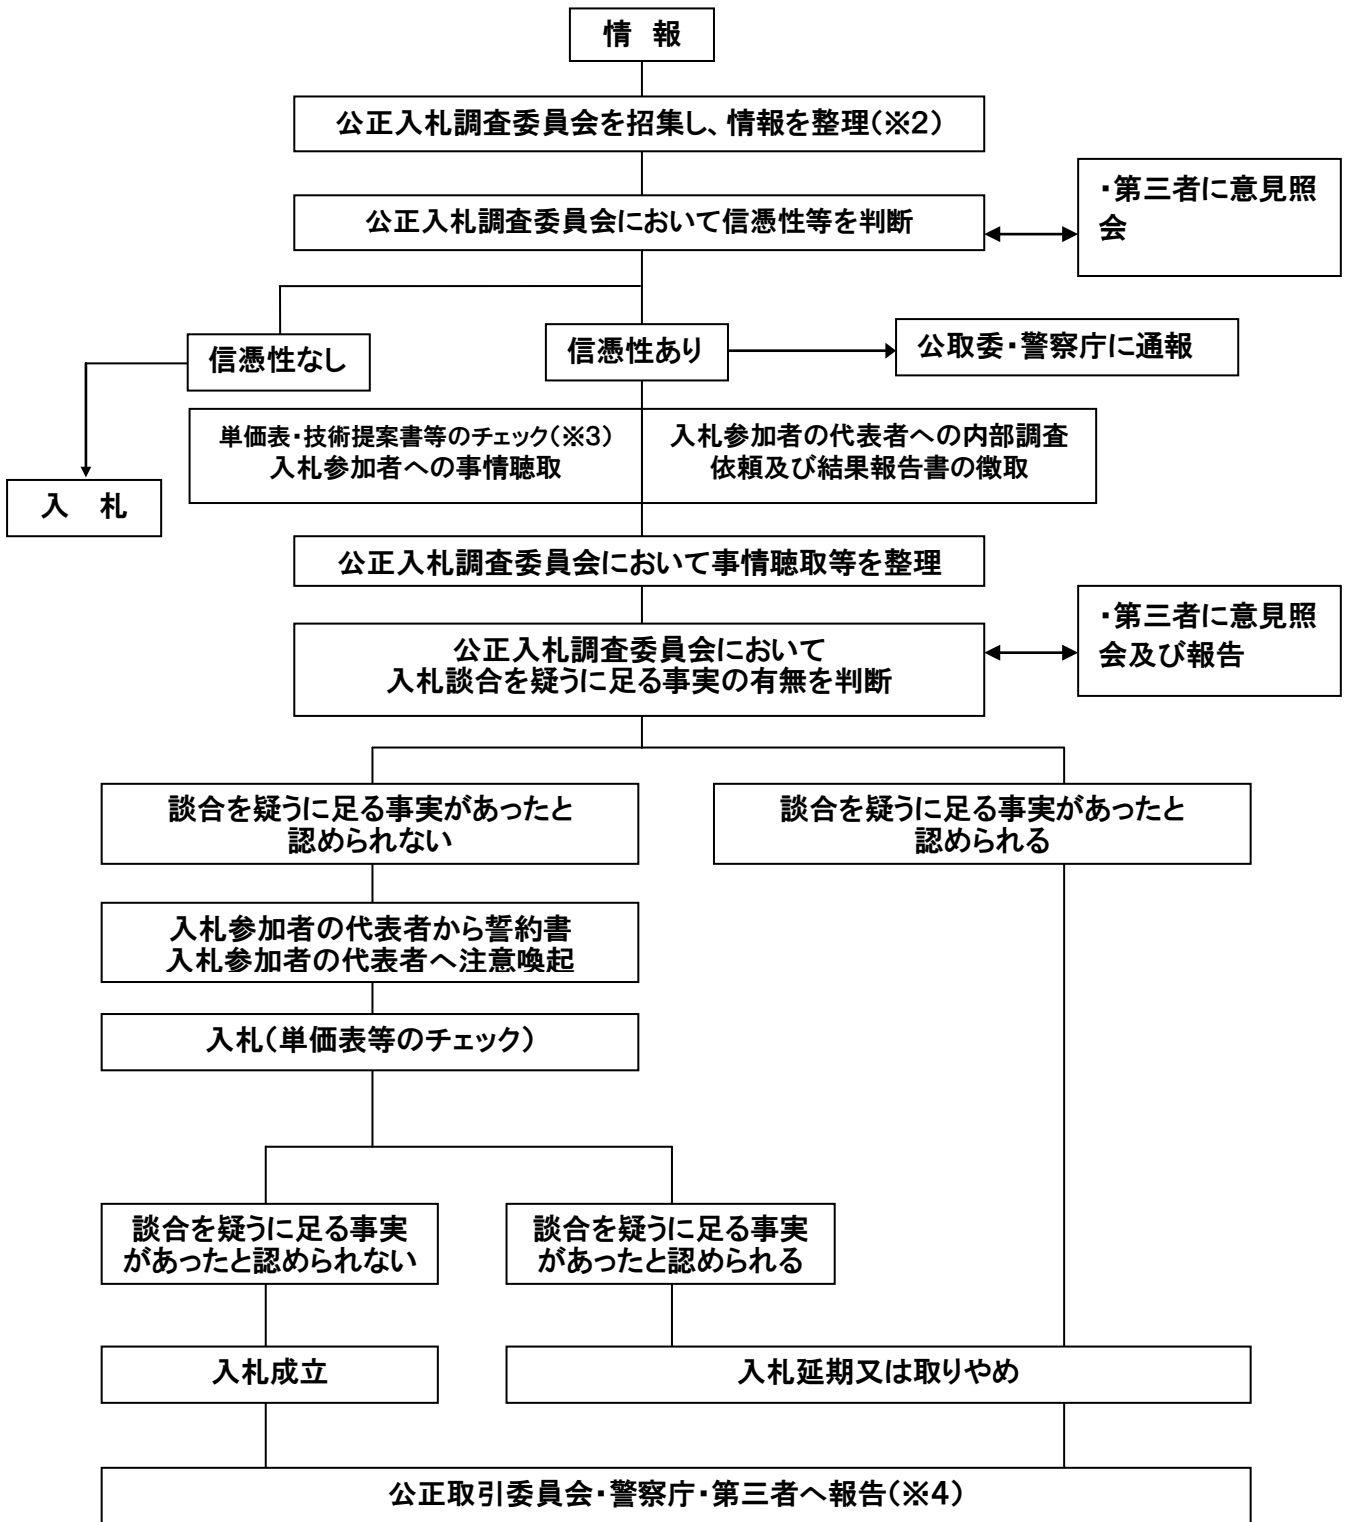 情 報
公正入札調査委員会を招集し、情報を整理(※2)
公正入札調査委員会において信憑性等を判断
・第三者に意見照
会
信憑性なし
信憑性あり
公取委・警察庁に通報
単価表・技術提案書等のチェック(※3)
入札参加者への事情聴取
入札参加者の代表者への内部調査
依頼及び結果報告書の徴取
入 札
公正入札調査委員会において事情聴取等を整理
公正入札調査委員会において
入札談合を疑うに足る事実の有無を判断
・第三者に意見照
会及び報告
談合を疑うに足る事実があったと
認められない
談合を疑うに足る事実があったと
認められる
入札参加者の代表者から誓約書
入札参加者の代表者へ注意喚起
入札(単価表等のチェック)
談合を疑うに足る事実
があったと認められない
談合を疑うに足る事実
があったと認められる
入札成立
入札延期又は取りやめ
公正取引委員会・警察庁・第三者へ報告(※4)